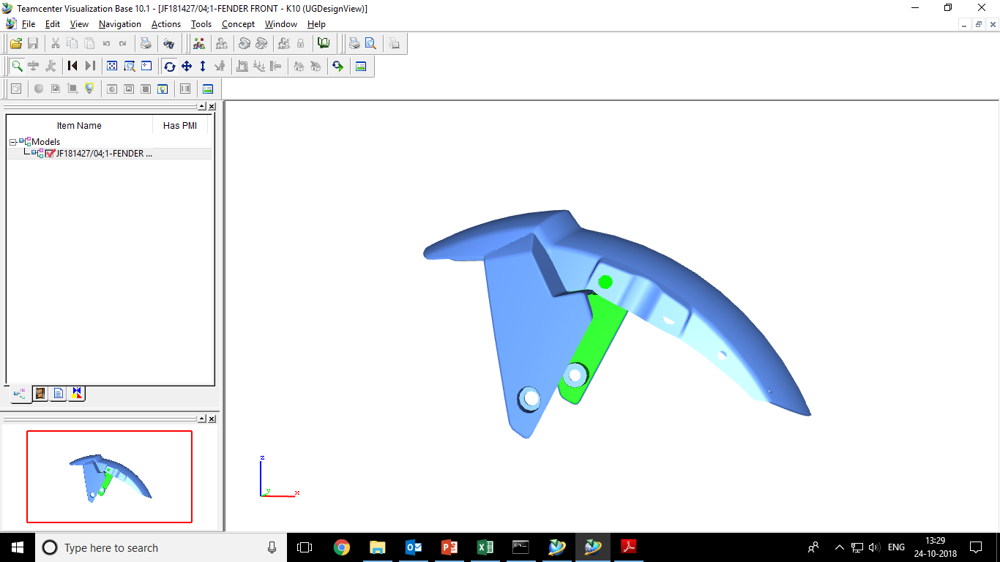 Teamcenter Visualization Base 10.1 - [JF181427/04;1-FENDER FRONT - K10 (UGDesignView)]
File Edit View Navigation Actions Tools Concept Window Help
Item Name Has PMI
Models
JF181427/04;1-FENDER ...
z
y
x
Type here to search
ENG
13:29
24-10-2018